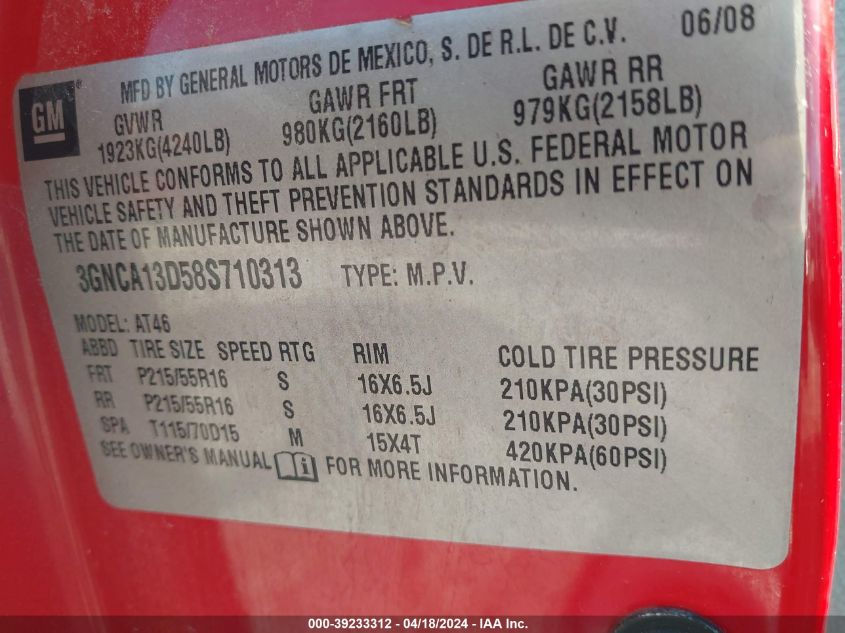 MFD BY GENERAL MOTORS DE MEXICO, S. DE R.L. DE C.V. 06/08
GM
GVWR GAWR FRT GAWR RR
1923KG(4240LB) 980KG(2160LB) 979KG(2158LB)
THIS VEHICLE CONFORMS TO ALL APPLICABLE U.S. FEDERAL MOTOR
VEHICLE SAFETY AND THEFT PREVENTION STANDARDS IN EFFECT ON
THE DATE OF MANUFACTURE SHOWN ABOVE.
3GNCA13D58S710313 TYPE: M.P.V.
MODEL: AT46
ABBD TIRE SIZE SPEED RTG RIM COLD TIRE PRESSURE
FRT P215/55R16 S 16X6.5J 210KPA(30PSI)
RR P215/55R16 S 16X6.5J 210KPA(30PSI)
SPA T115/70D15 M 15X4T 420KPA(60PSI)
SEE OWNER'S MANUAL i FOR MORE INFORMATION.
000-39233312 - 04/18/2024 - IAA Inc.